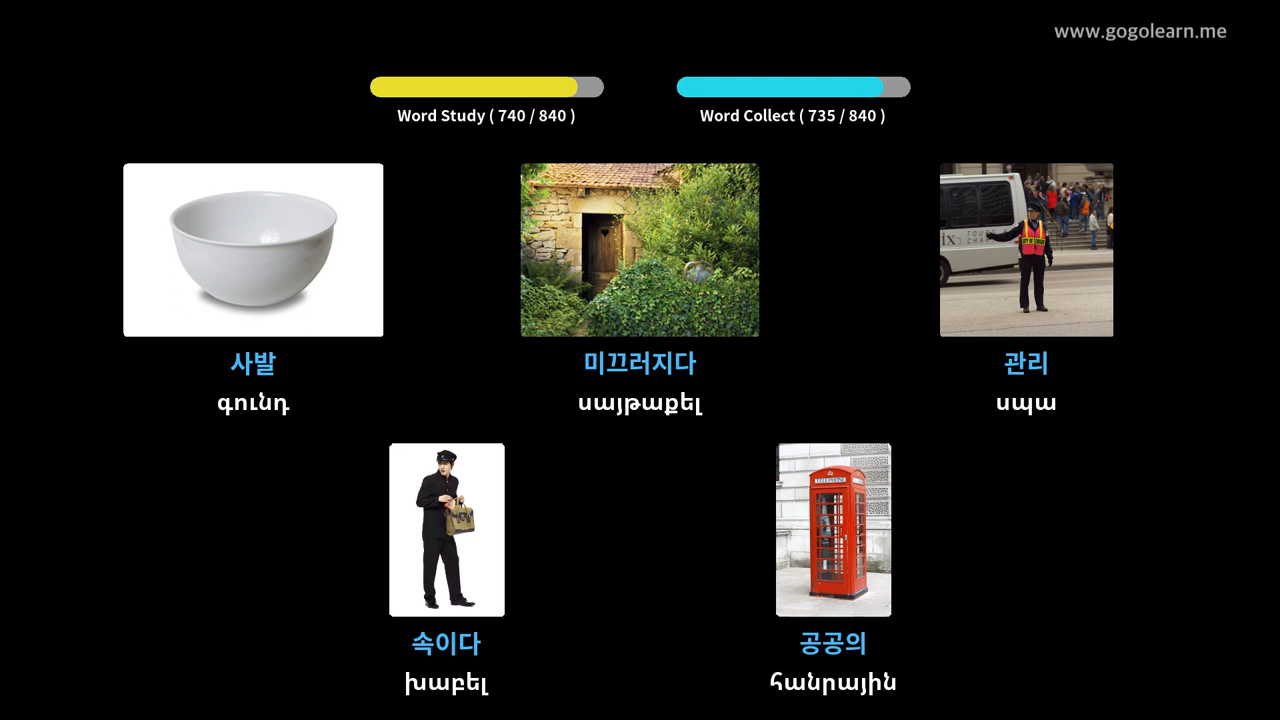 www.gogolearn.me
Word Study ( 740 / 840 )
Word Collect ( 735 / 840 )
사발
미끄러지다
관리
գունդ
սայթաքել
սպա
TELEPHONE
속이다
공공의
խաբել
հանրային